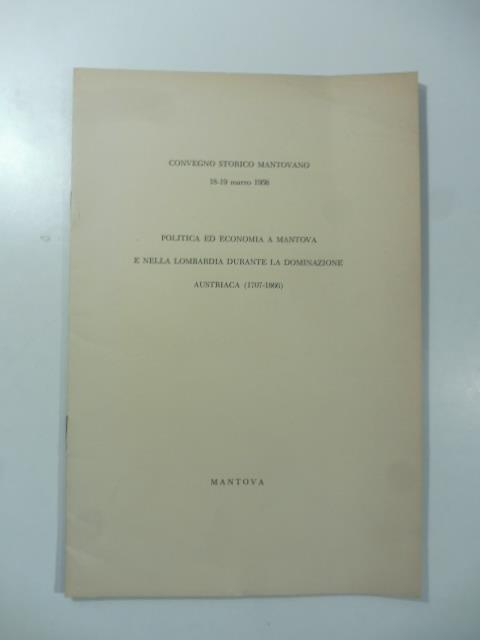 CONVEGNO STORICO MANTOVANO
18-19 marzo 1958
POLITICA ED ECONOMIA A MANTOVA
E NELLA LOMBARDIA DURANTE LA DOMINAZIONE
AUSTRIACA (1707-1866)
MANTOVA